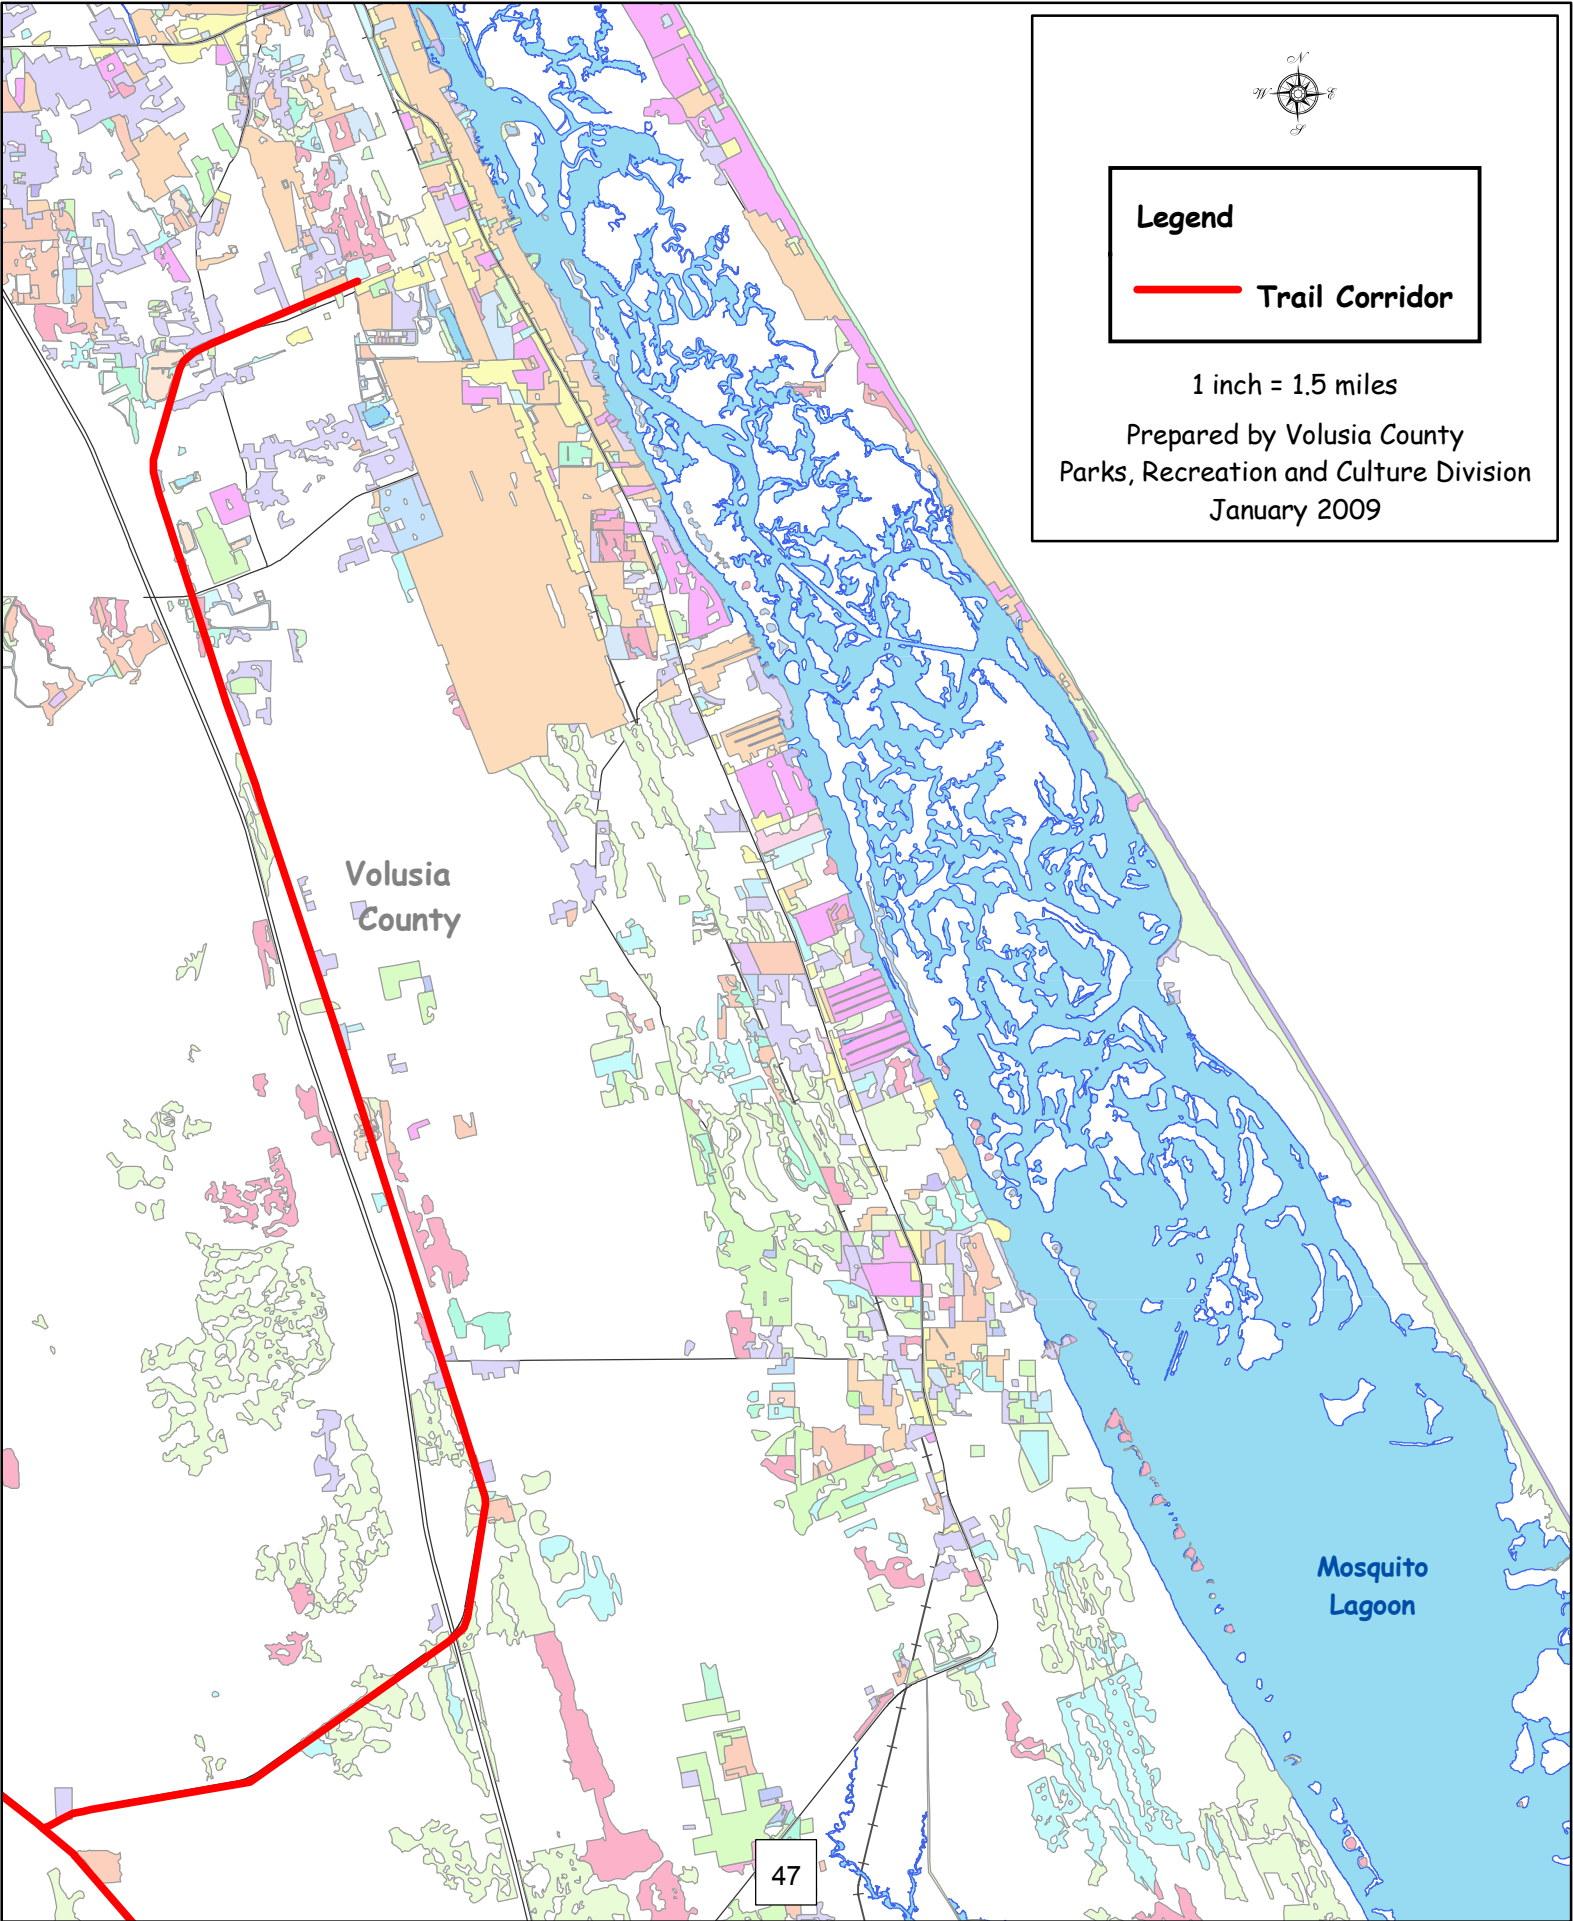 N
W
E
S
Legend
Trail Corridor
1 inch = 1.5 miles
Prepared by Volusia County
Parks, Recreation and Culture Division
January 2009
Volusia
County
Mosquito
Lagoon
47